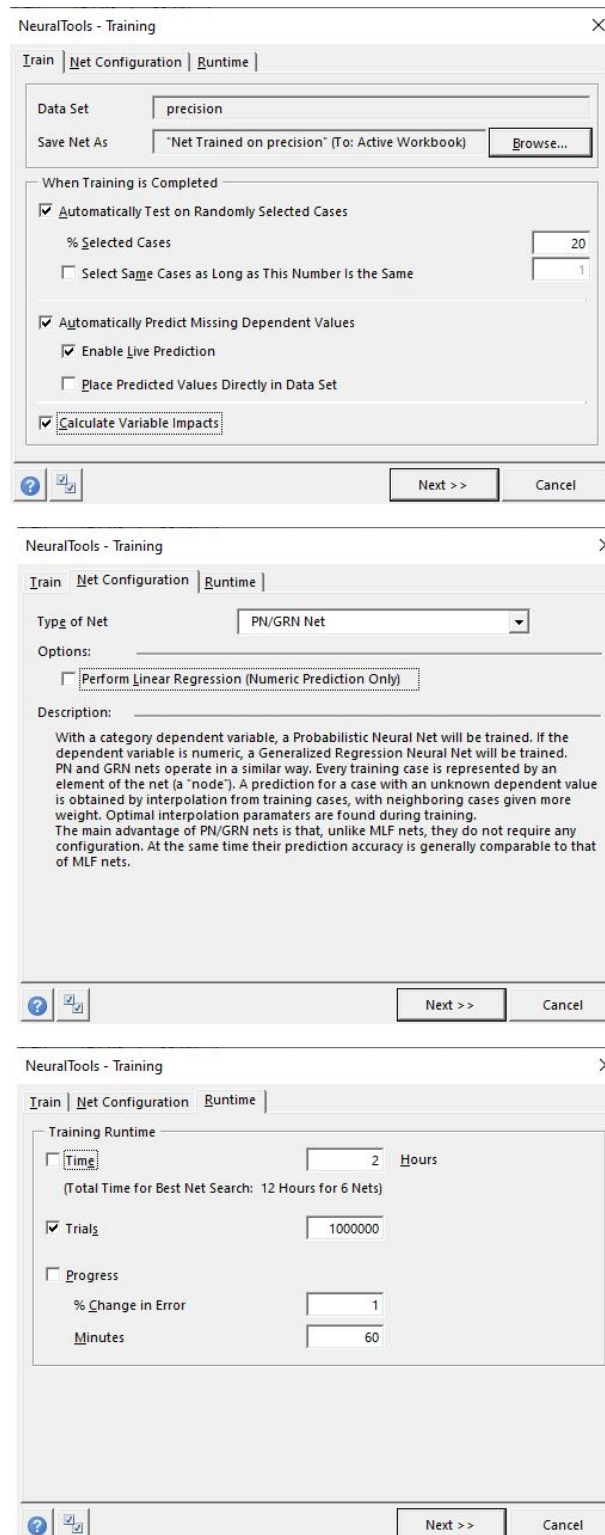 NeuralTools - Training
Train Net Configuration Runtime
Data Set precision
Save Net As "Net Trained on precision" (To: Active Workbook) Browse...
When Training is Completed
Automatically Test on Randomly Selected Cases
% Selected Cases 20
Select Same Cases as Long as This Number Is the Same 1
Automatically Predict Missing Dependent Values
Enable Live Prediction
Place Predicted Values Directly in Data Set
Calculate Variable Impacts
Next >> Cancel
NeuralTools - Training
Train Net Configuration Runtime
Type of Net PN/GRN Net
Options:
Perform Linear Regression (Numeric Prediction Only)
Description:
With a category dependent variable, a Probabilistic Neural Net will be trained. If the
dependent variable is numeric, a Generalized Regression Neural Net will be trained.
PN and GRN nets operate in a similar way. Every training case is represented by an
element of the net (a "node"). A prediction for a case with an unknown dependent value
is obtained by interpolation from training cases, with neighboring cases given more
weight. Optimal interpolation paramaters are found during training.
The main advantage of PN/GRN nets is that, unlike MLF nets, they do not require any
configuration. At the same time their prediction accuracy is generally comparable to that
of MLF nets.
Next >> Cancel
NeuralTools - Training
Train Net Configuration Runtime
Training Runtime
Time 2 Hours
(Total Time for Best Net Search: 12 Hours for 6 Nets)
Trials 1000000
Progress
% Change in Error 1
Minutes 60
Next >> Cancel